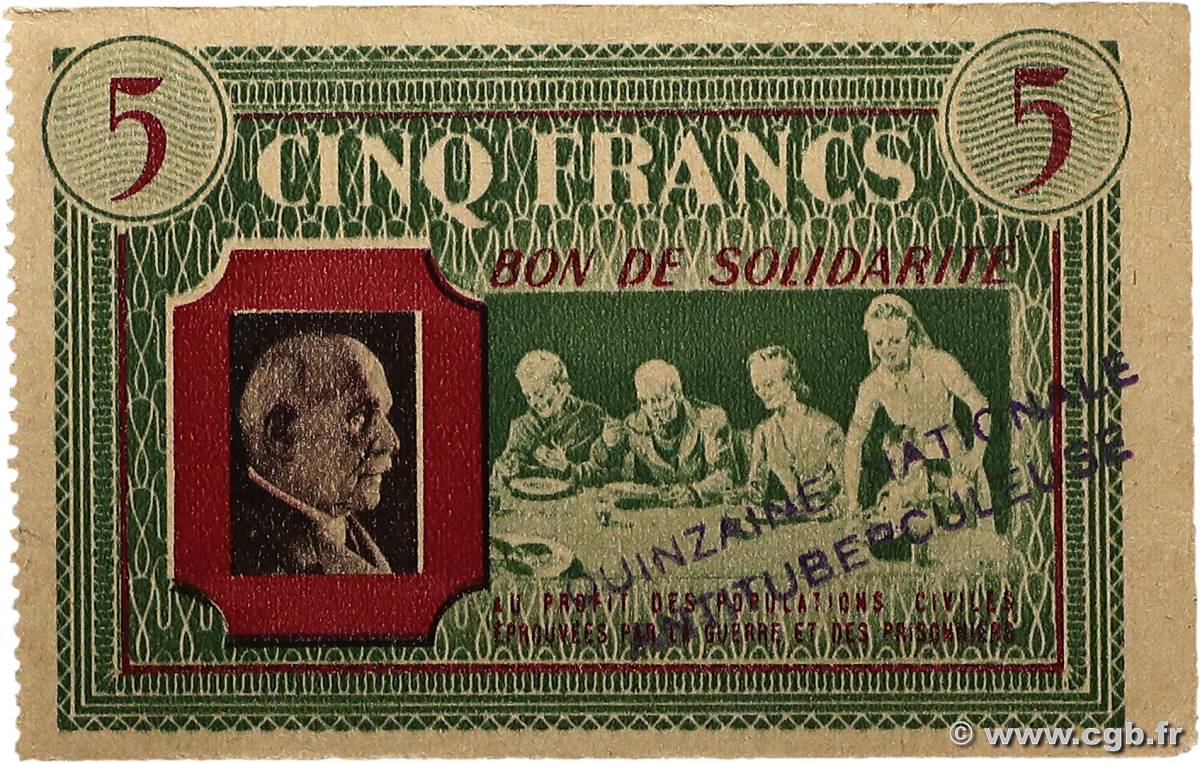 5
5
CINQ FRANCS
BON DE SOLIDARITÉ
QUINZAINE NATIONALE
ANTITUBERCULEUSE
AU PROFIT DES POPULATIONS CIVILES
ÉPROUVÉES PAR LA GUERRE ET DES PRISONNIERS
© www.cgb.fr